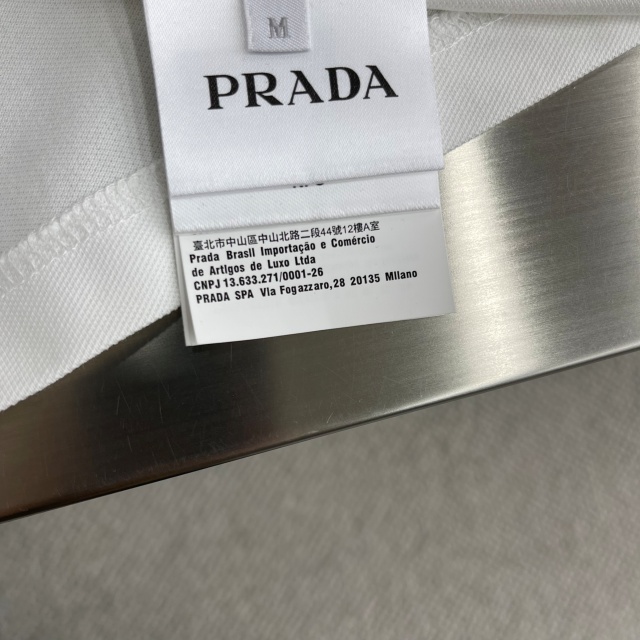 M
PRADA
臺北市中山區中山北路二段44號12樓A室
Prada Brasil Importação e Comércio
de Artlgos de Luxo Ltda
CNPJ 13.633.271/0001-26
PRADA SPA Via Fogazzaro,28 20135 Milano